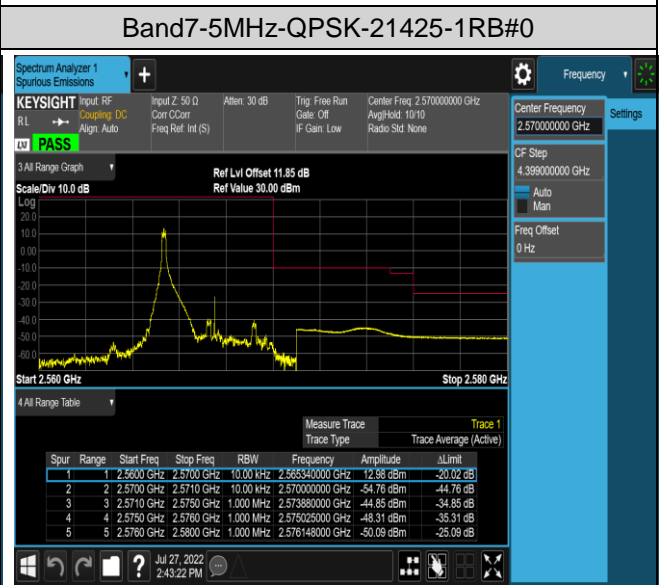 Band7-5MHz-QPSK-21425-1RB#0
Spectrum Analyzer 1
Spurious Emissions
Frequency
KEYSIGHT Input: RF
RL
Coupling: DC
Align: Auto
LXI PASS
Input Z: 50 Ω
Corr CCorr
Freq Ref: Int (S)
Atten: 30 dB
Trig: Free Run
Gate: Off
IF Gain: Low
Center Freq: 2.570000000 GHz
Avg|Hold: 10/10
Radio Std: None
Center Frequency
2.570000000 GHz
Settings
CF Step
4.399000000 GHz
Auto
Man
Freq Offset
0 Hz
3 All Range Graph
Scale/Div 10.0 dB
Ref Lvl Offset 11.85 dB
Ref Value 30.00 dBm
Log
20.0
10.0
0.00
-10.0
-20.0
-30.0
-40.0
-50.0
-60.0
Start 2.560 GHz
Stop 2.580 GHz
4 All Range Table
Measure Trace Trace 1
Trace Type Trace Average (Active)
Spur Range Start Freq Stop Freq RBW Frequency Amplitude ΔLimit
1 1 2.5600 GHz 2.5700 GHz 10.00 kHz 2.565340000 GHz 12.98 dBm -20.02 dB
2 2 2.5700 GHz 2.5710 GHz 10.00 kHz 2.570000000 GHz -54.76 dBm -44.76 dB
3 3 2.5710 GHz 2.5750 GHz 1.000 MHz 2.573880000 GHz -44.85 dBm -34.85 dB
4 4 2.5750 GHz 2.5760 GHz 1.000 MHz 2.575025000 GHz -48.31 dBm -35.31 dB
5 5 2.5760 GHz 2.5800 GHz 1.000 MHz 2.576148000 GHz -50.09 dBm -25.09 dB
Jul 27, 2022
2:43:22 PM